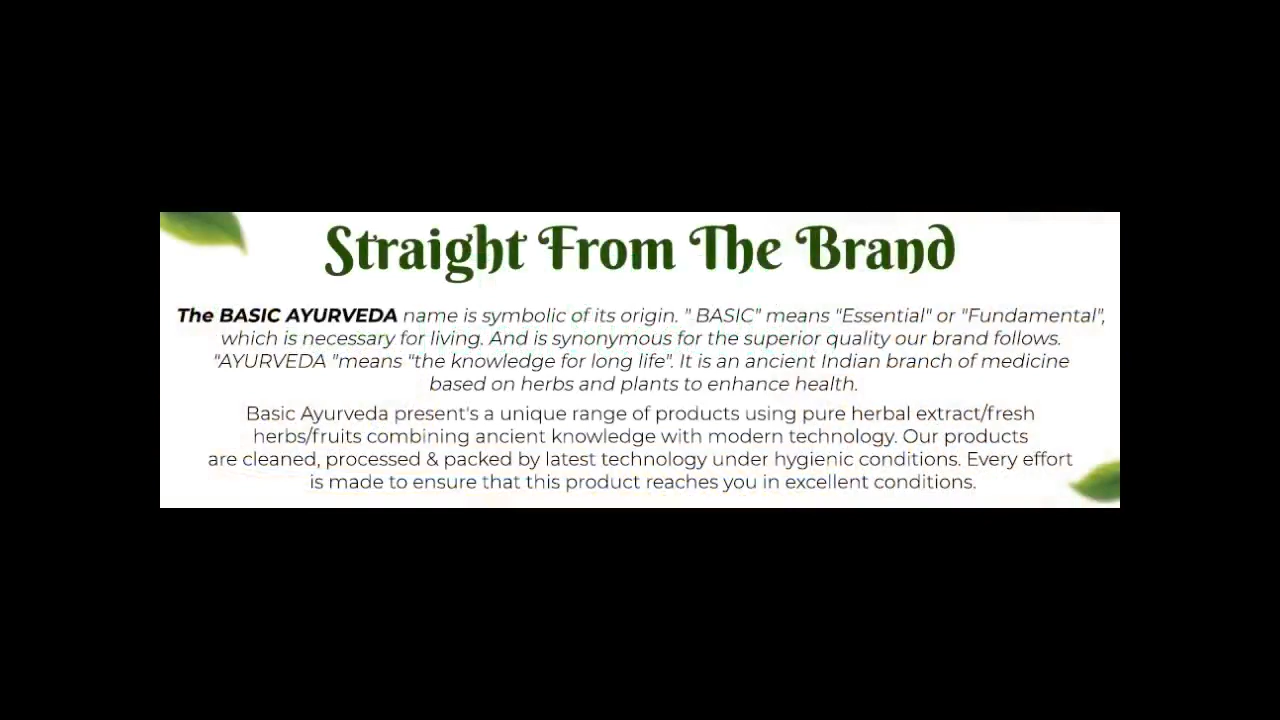 Straight From The Brand
The BASIC AYURVEDA name is symbolic of its origin. " BASIC" means "Essential" or "Fundamental",
which is necessary for living. And is synonymous for the superior quality our brand follows.
"AYURVEDA "means "the knowledge for long life". It is an ancient Indian branch of medicine
based on herbs and plants to enhance health.
Basic Ayurveda present's a unique range of products using pure herbal extract/fresh
herbs/fruits combining ancient knowledge with modern technology. Our products
are cleaned, processed & packed by latest technology under hygienic conditions. Every effort
is made to ensure that this product reaches you in excellent conditions.